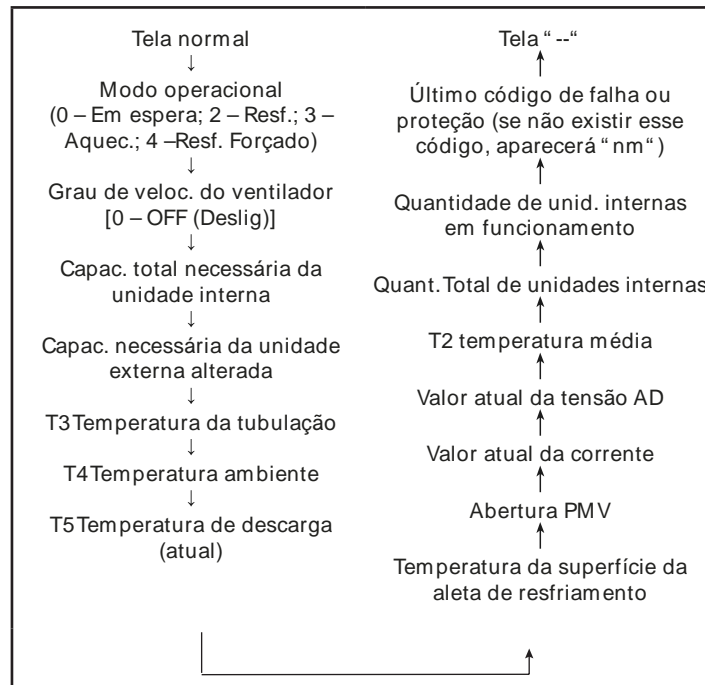 Tela normal
↓
Modo operacional
(0 – Em espera; 2 – Resf.; 3 –
Aquec.; 4 –Resf. Forçado)
↓
Grau de veloc. do ventilador
[0 – OFF (Deslig)]
↓
Capac. total necessária da
unidade interna
↓
Capac. necessária da unidade
externa alterada
↓
T3Temperatura da tubulação
↓
T4Temperatura ambiente
↓
T5Temperatura de descarga
(atual)
Tela “ --“
Último código de falha ou
proteção (se não existir esse
código, aparecerá “ nm“ )
Quantidade de unid. internas
em funcionamento
Quant.Total de unidades internas
T2 temperatura média
Valor atual da tensão AD
Valor atual da corrente
Abertura PMV
Temperatura da superfície da
aleta de resfriamento